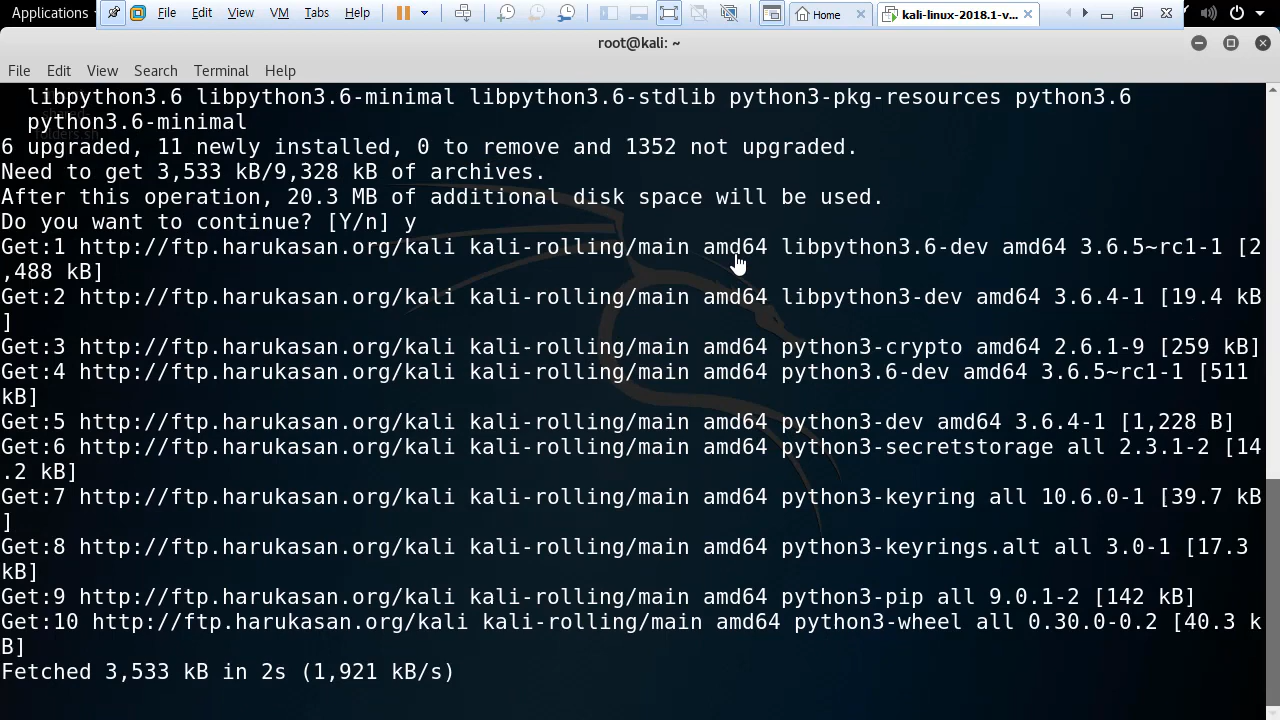 Applications
File Edit View VM Tabs Help
Home
kali-linux-2018.1-v...
root@kali: ~
File Edit View Search Terminal Help
libpython3.6 libpython3.6-minimal libpython3.6-stdlib python3-pkg-resources python3.6
python3.6-minimal
6 upgraded, 11 newly installed, 0 to remove and 1352 not upgraded.
Need to get 3,533 kB/9,328 kB of archives.
After this operation, 20.3 MB of additional disk space will be used.
Do you want to continue? [Y/n] y
Get:1 http://ftp.harukasan.org/kali kali-rolling/main amd64 libpython3.6-dev amd64 3.6.5~rc1-1 [2
,488 kB]
Get:2 http://ftp.harukasan.org/kali kali-rolling/main amd64 libpython3-dev amd64 3.6.4-1 [19.4 kB
]
Get:3 http://ftp.harukasan.org/kali kali-rolling/main amd64 python3-crypto amd64 2.6.1-9 [259 kB]
Get:4 http://ftp.harukasan.org/kali kali-rolling/main amd64 python3.6-dev amd64 3.6.5~rc1-1 [511
kB]
Get:5 http://ftp.harukasan.org/kali kali-rolling/main amd64 python3-dev amd64 3.6.4-1 [1,228 B]
Get:6 http://ftp.harukasan.org/kali kali-rolling/main amd64 python3-secretstorage all 2.3.1-2 [14
.2 kB]
Get:7 http://ftp.harukasan.org/kali kali-rolling/main amd64 python3-keyring all 10.6.0-1 [39.7 kB
]
Get:8 http://ftp.harukasan.org/kali kali-rolling/main amd64 python3-keyrings.alt all 3.0-1 [17.3
kB]
Get:9 http://ftp.harukasan.org/kali kali-rolling/main amd64 python3-pip all 9.0.1-2 [142 kB]
Get:10 http://ftp.harukasan.org/kali kali-rolling/main amd64 python3-wheel all 0.30.0-0.2 [40.3 k
B]
Fetched 3,533 kB in 2s (1,921 kB/s)